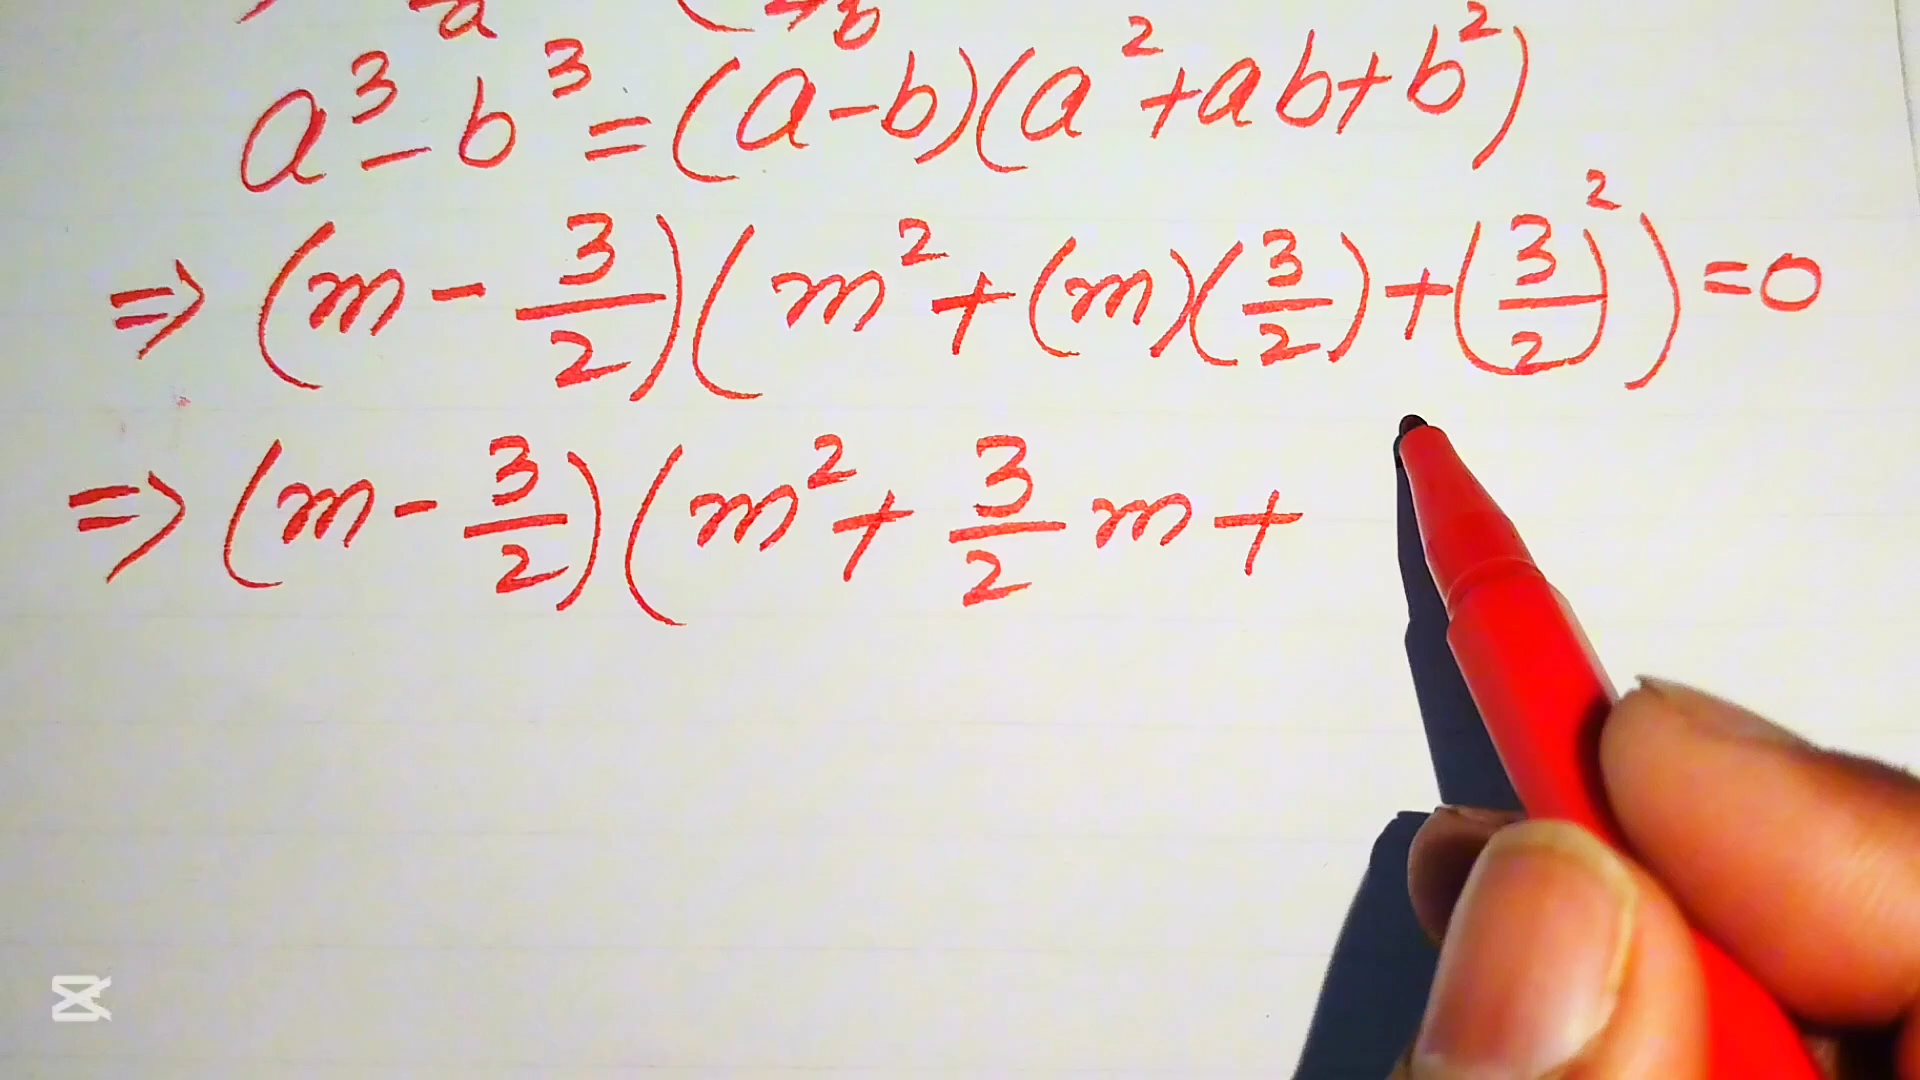 a b
a³ - b³ = (a - b)(a² + ab + b²)
⇒ (m - 3/2)(m² + (m)(3/2) + (3/2)²) = 0
⇒ (m - 3/2)(m² + 3/2 m +